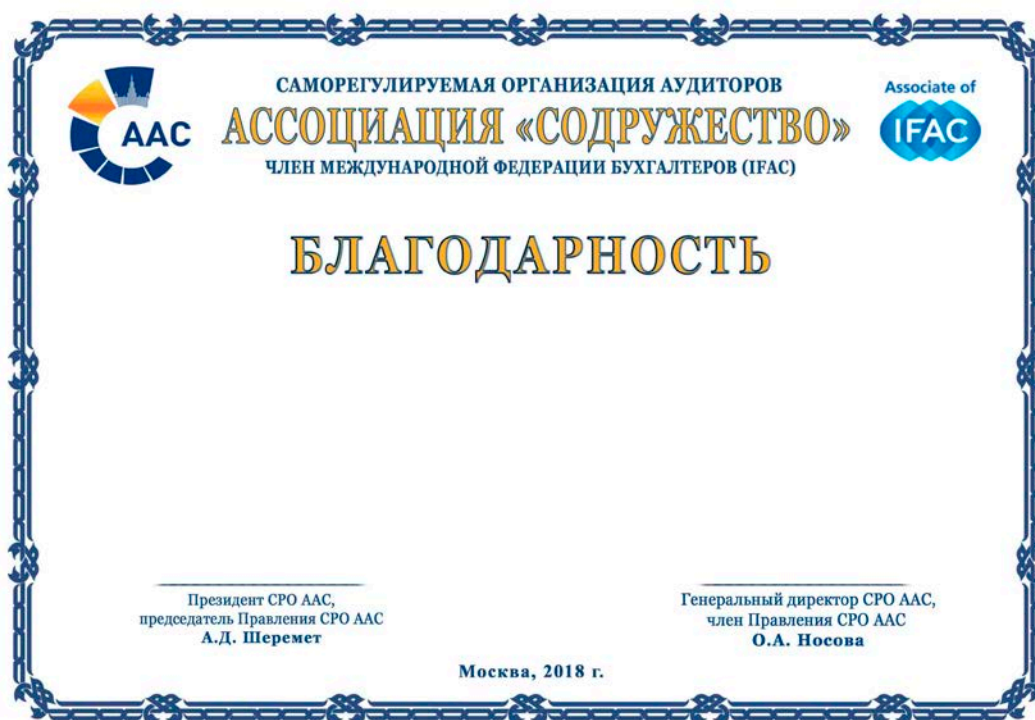 САМОРЕГУЛИРУЕМАЯ ОРГАНИЗАЦИЯ АУДИТОРОВ
АССОЦИАЦИЯ «СОДРУЖЕСТВО»
ЧЛЕН МЕЖДУНАРОДНОЙ ФЕДЕРАЦИИ БУХГАЛТЕРОВ (IFAC)
ААС
Associate of
IFAC
БЛАГОДАРНОСТЬ
Президент СРО ААС,
председатель Правления СРО ААС
А.Д. Шеремет
Генеральный директор СРО ААС,
член Правления СРО ААС
О.А. Носова
Москва, 2018 г.